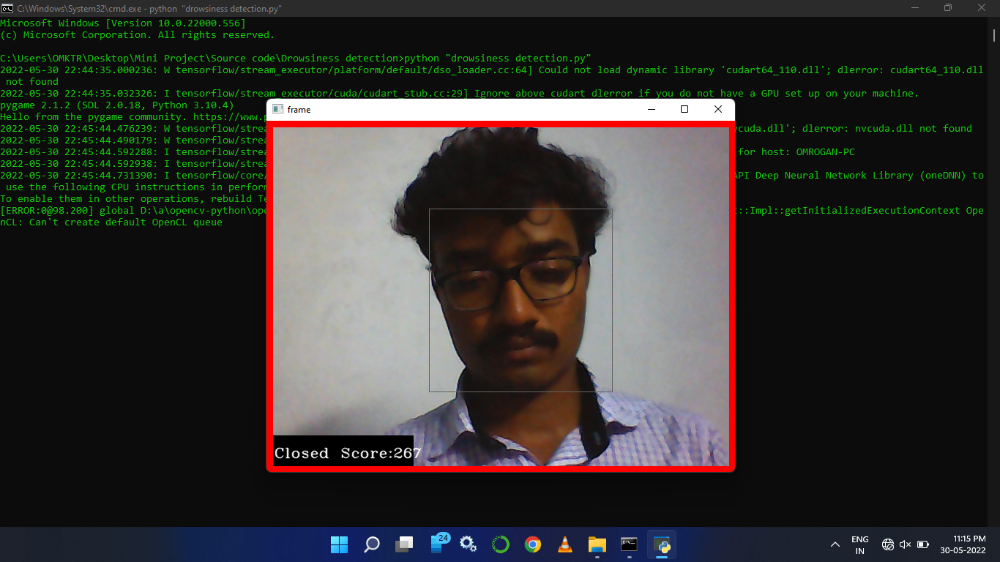 C:\Windows\System32\cmd.exe - python "drowsiness detection.py"
Microsoft Windows [Version 10.0.22000.556]
(c) Microsoft Corporation. All rights reserved.
C:\Users\OMKTR\Desktop\Mini Project\Source code\Drowsiness detection>python "drowsiness detection.py"
2022-05-30 22:44:35.000236: W tensorflow/stream_executor/platform/default/dso_loader.cc:64] Could not load dynamic library 'cudart64_110.dll'; dlerror: cudart64_110.dll
not found
2022-05-30 22:44:35.032326: I tensorflow/stream_executor/cuda/cudart_stub.cc:29] Ignore above cudart dlerror if you do not have a GPU set up on your machine.
pygame 2.1.2 (SDL 2.0.18, Python 3.10.4)
Hello from the pygame community. https://www.
2022-05-30 22:45:44.476239: W tensorflow/strea vcuda.dll'; dlerror: nvcuda.dll not found
2022-05-30 22:45:44.490179: W tensorflow/strea
2022-05-30 22:45:44.592288: I tensorflow/strea for host: OMROGAN-PC
2022-05-30 22:45:44.592938: I tensorflow/strea
2022-05-30 22:45:44.731390: I tensorflow/core/ API Deep Neural Network Library (oneDNN) to
use the following CPU instructions in perform
To enable them in other operations, rebuild Te
[ERROR:0@98.200] global D:\a\opencv-python\ope ::Impl::getInitializedExecutionContext Ope
nCL: Can't create default OpenCL queue
frame
Closed Score:267
24
ENG
IN
11:15 PM
30-05-2022